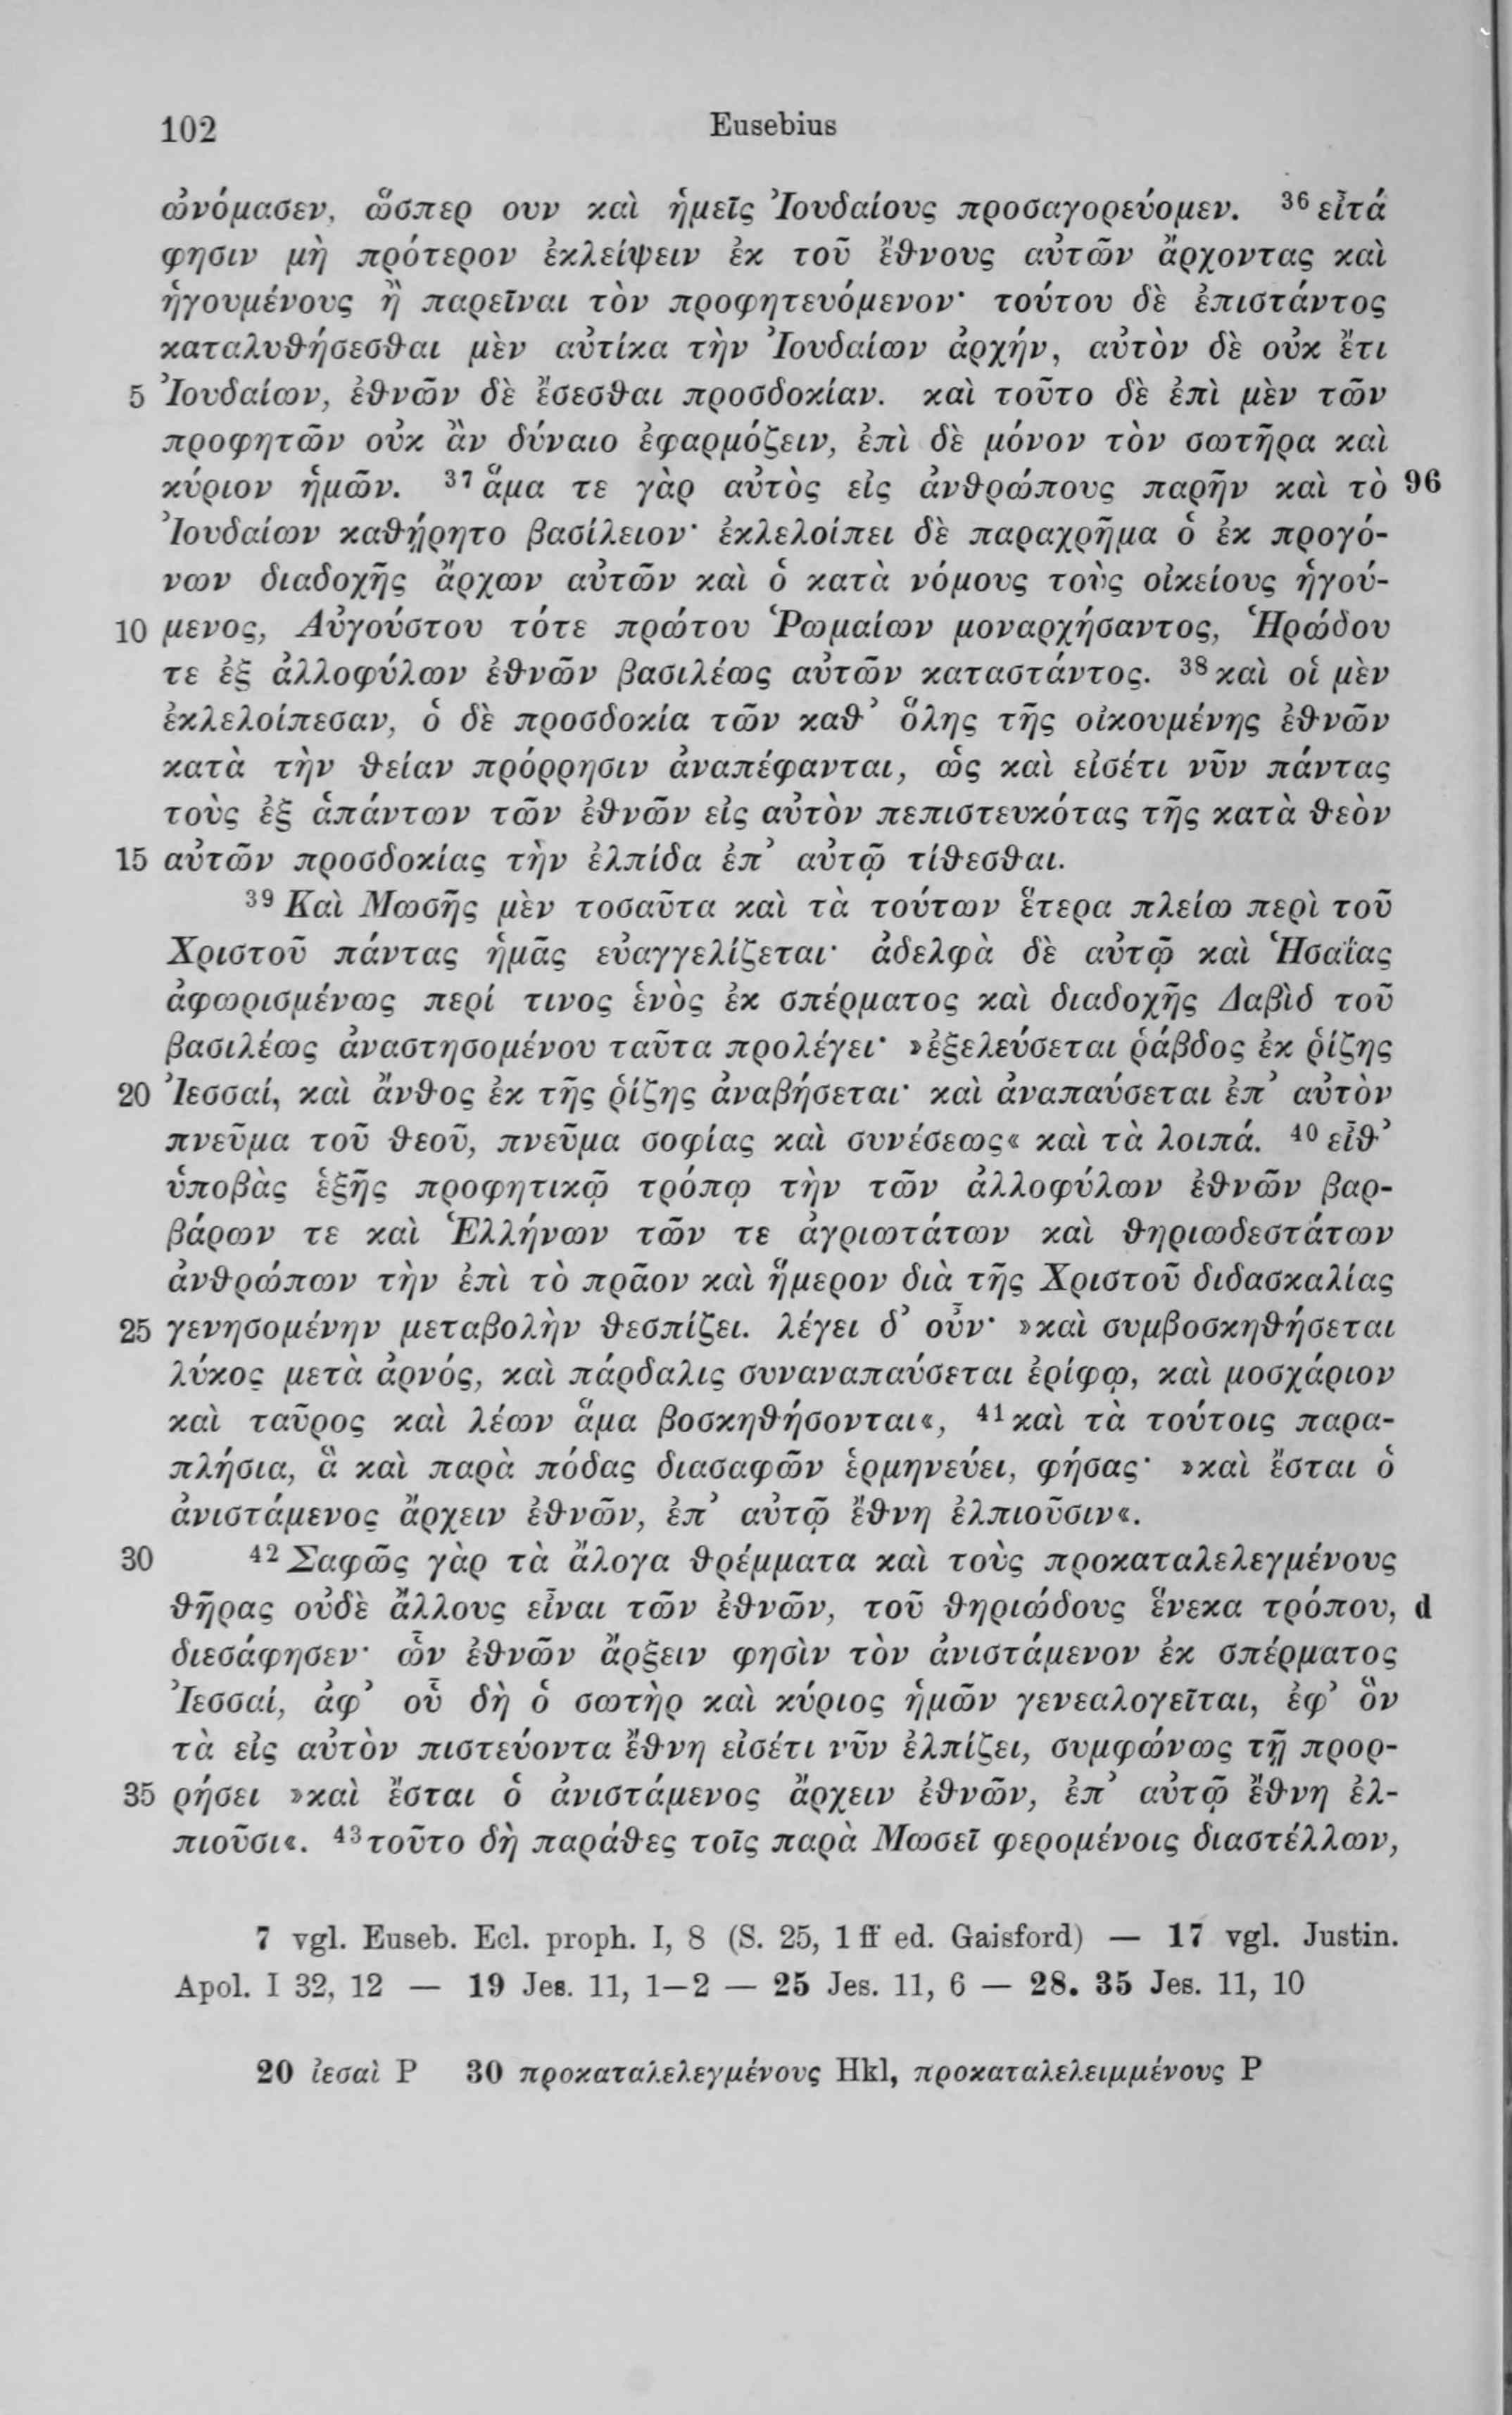 102 Eusebius
ὠνόμασεν, ὥσπερ ουν καὶ ἡμεῖς Ἰουδαίους προσαγορεύομεν. ³⁶ εἶτά
φησιν μὴ πρότερον ἐκλείψειν ἐκ τοῦ ἔθνους αὐτῶν ἄρχοντας καὶ
ἡγουμένους ἢ παρεῖναι τὸν προφητευόμενον· τούτου δὲ ἐπιστάντος
καταλυθήσεσθαι μὲν αὐτίκα τὴν Ἰουδαίων ἀρχήν, αὐτὸν δὲ οὐκ ἔτι
5 Ἰουδαίων, ἐθνῶν δὲ ἔσεσθαι προσδοκίαν. καὶ τοῦτο δὲ ἐπὶ μὲν τῶν
προφητῶν οὐκ ἂν δύναιο ἐφαρμόζειν, ἐπὶ δὲ μόνον τὸν σωτῆρα καὶ
κύριον ἡμῶν. ³⁷ ἅμα τε γὰρ αὐτὸς εἰς ἀνθρώπους παρῆν καὶ τὸ 96
Ἰουδαίων καθῄρητο βασίλειον· ἐκλελοίπει δὲ παραχρῆμα ὁ ἐκ προγό-
νων διαδοχῆς ἄρχων αὐτῶν καὶ ὁ κατὰ νόμους τοὺς οἰκείους ἡγού-
10 μενος, Αὐγούστου τότε πρώτου Ῥωμαίων μοναρχήσαντος, Ἡρώδου
τε ἐξ ἀλλοφύλων ἐθνῶν βασιλέως αὐτῶν καταστάντος. ³⁸ καὶ οἱ μὲν
ἐκλελοίπεσαν, ὁ δὲ προσδοκία τῶν καθ’ ὅλης τῆς οἰκουμένης ἐθνῶν
κατὰ τὴν θείαν πρόρρησιν ἀναπέφανται, ὡς καὶ εἰσέτι νῦν πάντας
τοὺς ἐξ ἁπάντων τῶν ἐθνῶν εἰς αὐτὸν πεπιστευκότας τῆς κατὰ θεὸν
15 αὐτῶν προσδοκίας τὴν ἐλπίδα ἐπ’ αὐτῷ τίθεσθαι.
³⁹ Καὶ Μωσῆς μὲν τοσαῦτα καὶ τὰ τούτων ἕτερα πλείω περὶ τοῦ
Χριστοῦ πάντας ἡμᾶς εὐαγγελίζεται· ἀδελφὰ δὲ αὐτῷ καὶ Ἡσαΐας
ἀφωρισμένως περί τινος ἑνὸς ἐκ σπέρματος καὶ διαδοχῆς Δαβὶδ τοῦ
βασιλέως ἀναστησομένου ταῦτα προλέγει· »ἐξελεύσεται ῥάβδος ἐκ ῥίζης
20 Ἰεσσαί, καὶ ἄνθος ἐκ τῆς ῥίζης ἀναβήσεται· καὶ ἀναπαύσεται ἐπ’ αὐτὸν
πνεῦμα τοῦ θεοῦ, πνεῦμα σοφίας καὶ συνέσεως« καὶ τὰ λοιπά. ⁴⁰ εἶθ’
ὑποβὰς ἑξῆς προφητικῷ τρόπῳ τὴν τῶν ἀλλοφύλων ἐθνῶν βαρ-
βάρων τε καὶ Ἑλλήνων τῶν τε ἀγριωτάτων καὶ θηριωδεστάτων
ἀνθρώπων τὴν ἐπὶ τὸ πρᾶον καὶ ἥμερον διὰ τῆς Χριστοῦ διδασκαλίας
25 γενησομένην μεταβολὴν θεσπίζει. λέγει δ’ οὖν· »καὶ συμβοσκηθήσεται
λύκος μετὰ ἀρνός, καὶ πάρδαλις συναναπαύσεται ἐρίφῳ, καὶ μοσχάριον
καὶ ταῦρος καὶ λέων ἅμα βοσκηθήσονται«, ⁴¹ καὶ τὰ τούτοις παρα-
πλήσια, ἃ καὶ παρὰ πόδας διασαφῶν ἑρμηνεύει, φήσας· »καὶ ἔσται ὁ
ἀνιστάμενος ἄρχειν ἐθνῶν, ἐπ’ αὐτῷ ἔθνη ἐλπιοῦσιν«.
30 ⁴² Σαφῶς γὰρ τὰ ἄλογα θρέμματα καὶ τοὺς προκαταλελεγμένους
θῆρας οὐδὲ ἄλλους εἶναι τῶν ἐθνῶν, τοῦ θηριώδους ἕνεκα τρόπου, d
διεσάφησεν· ὧν ἐθνῶν ἄρξειν φησὶν τὸν ἀνιστάμενον ἐκ σπέρματος
Ἰεσσαί, ἀφ’ οὗ δὴ ὁ σωτὴρ καὶ κύριος ἡμῶν γενεαλογεῖται, ἐφ’ ὃν
τὰ εἰς αὐτὸν πιστεύοντα ἔθνη εἰσέτι νῦν ἐλπίζει, συμφώνως τῇ προρ-
35 ρήσει »καὶ ἔσται ὁ ἀνιστάμενος ἄρχειν ἐθνῶν, ἐπ’ αὐτῷ ἔθνη ἐλ-
πιοῦσι«. ⁴³ τοῦτο δὴ παράθες τοῖς παρὰ Μωσεῖ φερομένοις διαστέλλων,
7 vgl. Euseb. Ecl. proph. I, 8 (S. 25, 1 ff ed. Gaisford) — 17 vgl. Justin.
Apol. I 32, 12 — 19 Jes. 11, 1—2 — 25 Jes. 11, 6 — 28. 35 Jes. 11, 10
20 ἰεσαὶ P 30 προκαταλελεγμένους Hkl, προκαταλελειμμένους P